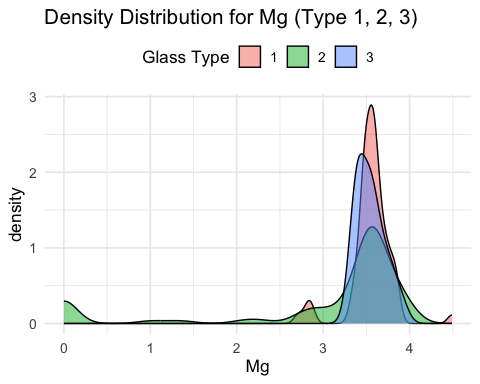 Density Distribution for Mg (Type 1, 2, 3)
Glass Type 1 2 3
3
2
1
0
density
0 1 2 3 4
Mg